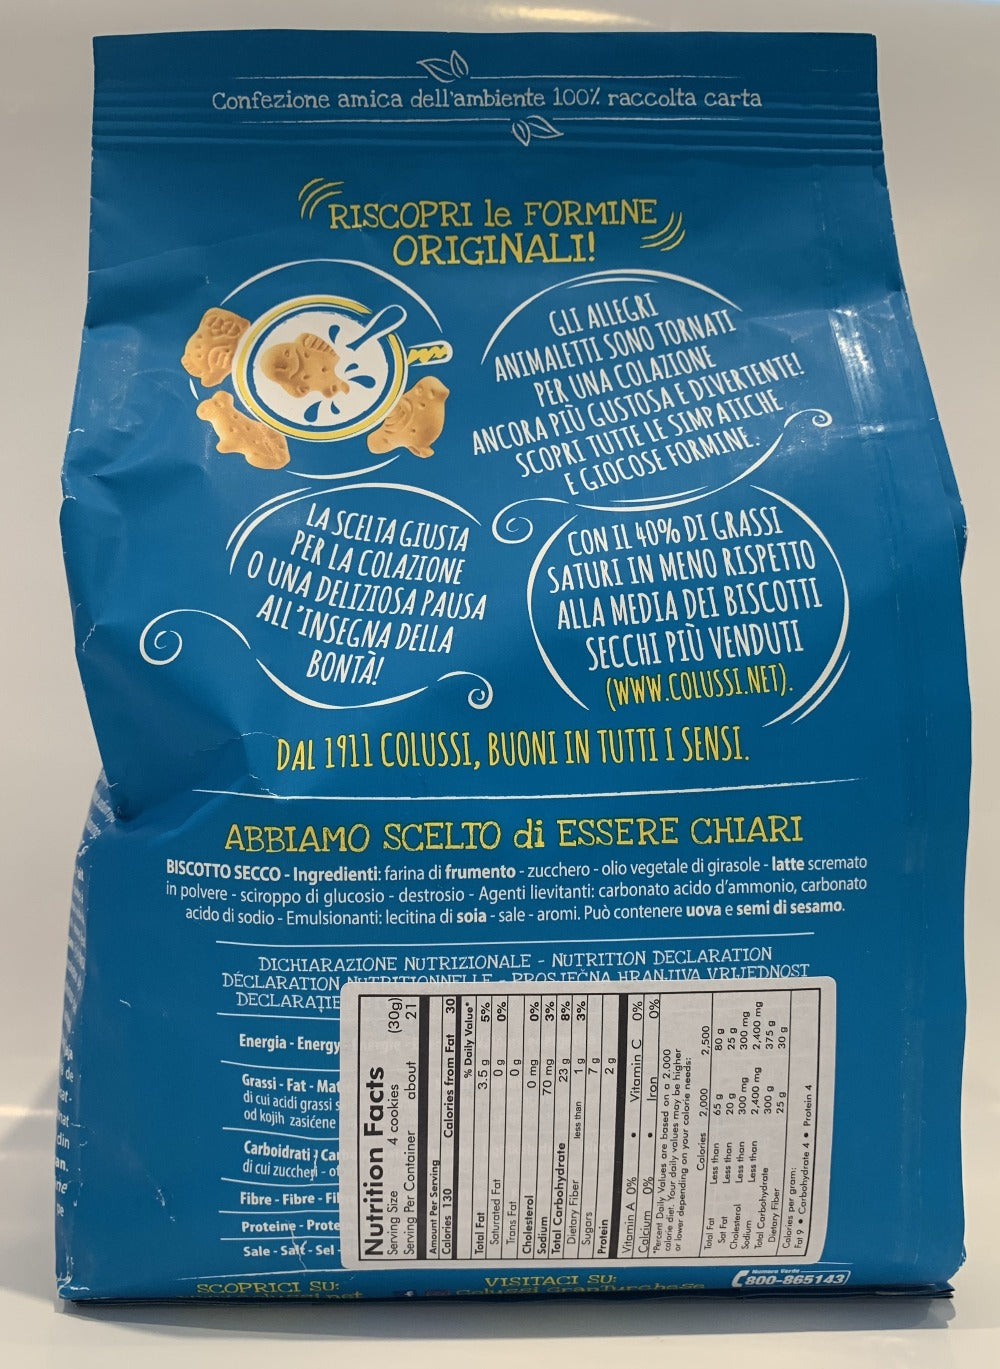 Confezione amica dell'ambiente 100% raccolta carta
RISCOPRI le FORMINE
ORIGINALI!
GLI ALLEGRI
ANIMALETTI SONO TORNATI
PER UNA COLAZIONE
ANCORA PIÙ GUSTOSA E DIVERTENTE!
SCOPRI TUTTE LE SIMPATICHE
E GIOCOSE FORMINE.
LA SCELTA GIUSTA
PER LA COLAZIONE
O UNA DELIZIOSA PAUSA
ALL'INSEGNA DELLA
BONTÀ!
CON IL 40% DI GRASSI
SATURI IN MENO RISPETTO
ALLA MEDIA DEI BISCOTTI
SECCHI PIÙ VENDUTI
(WWW.COLUSSI.NET).
DAL 1911 COLUSSI, BUONI IN TUTTI I SENSI.
ABBIAMO SCELTO di ESSERE CHIARI
BISCOTTO SECCO - Ingredienti: farina di frumento - zucchero - olio vegetale di girasole - latte scremato
in polvere - sciroppo di glucosio - destrosio - Agenti lievitanti: carbonato acido d'ammonio, carbonato
acido di sodio - Emulsionanti: lecitina di soia - sale - aromi. Può contenere uova e semi di sesamo.
DICHIARAZIONE NUTRIZIONALE - NUTRITION DECLARATION
DÉCLARATION NUTRITIONNELLE - PROSJEČNA HRANJIVA VRIJEDNOST
Energia - Energy
Grassi - Fat
di cui acidi grassi
od kojih zasićene
Carboidrati
di cui zuccheri
Fibre - Fibre
Proteine
Sale - Salt - Sel -
Nutrition Facts
Serving Size 4 cookies (30g)
Serving Per Container about 21
Amount Per Serving
Calories 130 Calories from Fat 30
% Daily Value*
Total Fat 3.5 g 5%
Saturated Fat 0 g 0%
Trans Fat 0 g
Cholesterol 0 mg 0%
Sodium 70 mg 3%
Total Carbohydrate 23 g 8%
Dietary Fiber less than 1 g 3%
Sugars 7 g
Protein 2 g
Vitamin A 0% • Vitamin C 0%
Calcium 0% • Iron 0%
*Percent Daily Values are based on a 2,000
calorie diet. Your daily values may be higher
or lower depending on your calorie needs:
Calories 2,000 2,500
Total Fat Less than 65 g 80 g
Sat Fat Less than 20 g 25 g
Cholesterol Less than 300 mg 300 mg
Sodium Less than 2,400 mg 2,400 mg
Total Carbohydrate 300 g 375 g
Dietary Fiber 25 g 30 g
Calories per gram:
Fat 9 • Carbohydrate 4 • Protein 4
SCOPRICI SU:
VISITACI SU:
Colussi GranTurchese
Numero Verde
800-865143